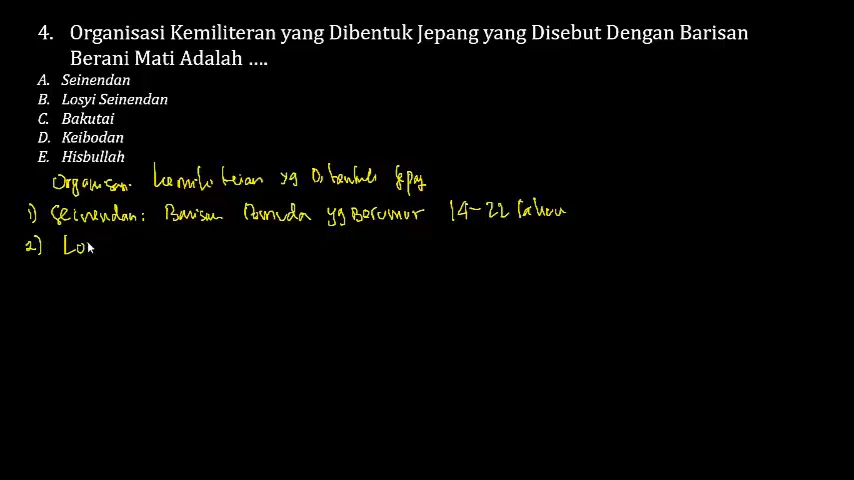 4. Organisasi Kemiliteran yang Dibentuk Jepang yang Disebut Dengan Barisan
Berani Mati Adalah ....
A. Seinendan
B. Losyi Seinendan
C. Bakutai
D. Keibodan
E. Hisbullah
Organisasi kemiliteran yg Dibentuk Jepang
1) Seinendan: Barisan Pemuda yg Berumur 14-22 tahun
2) Lo